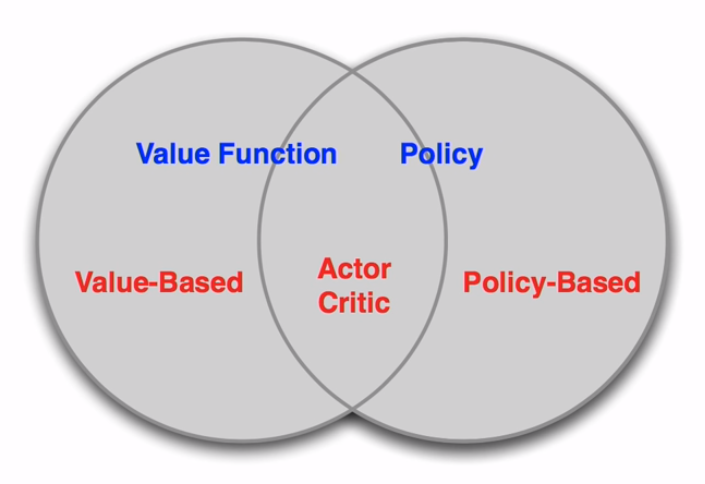 Value Function
Policy
Value-Based
Actor
Critic
Policy-Based